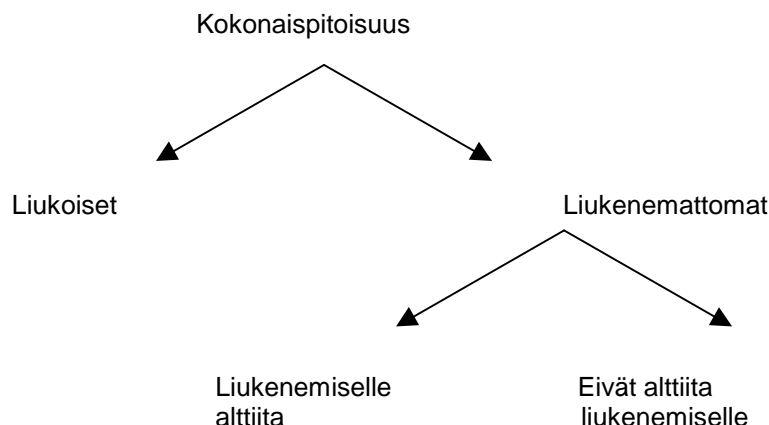 Kokonaispitoisuus
Liukoiset
Liukenemattomat
Liukenemiselle
alttiita
Eivät alttiita
liukenemiselle